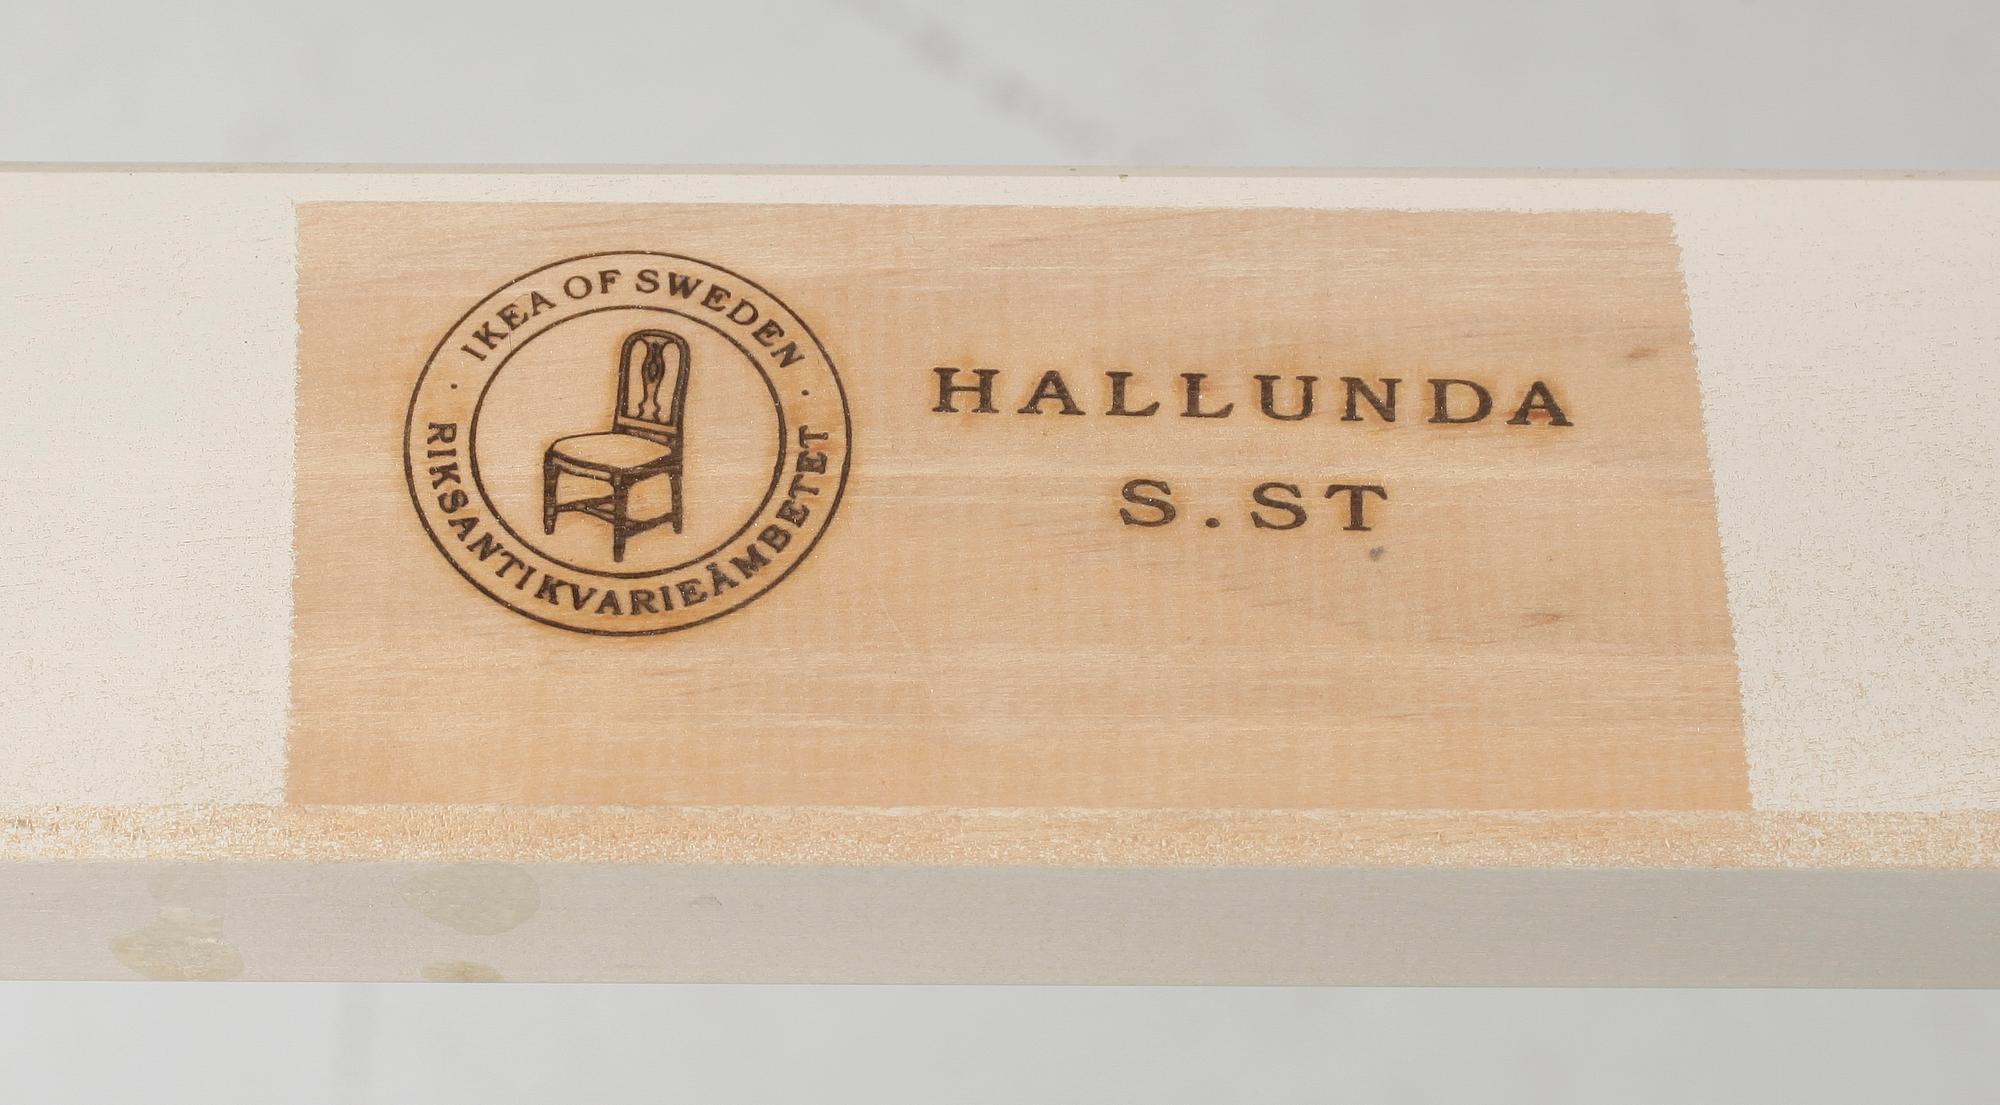 · IKEA OF SWEDEN ·
RIKSANTIKVARIEÄMBETET
HALLUNDA
S.ST